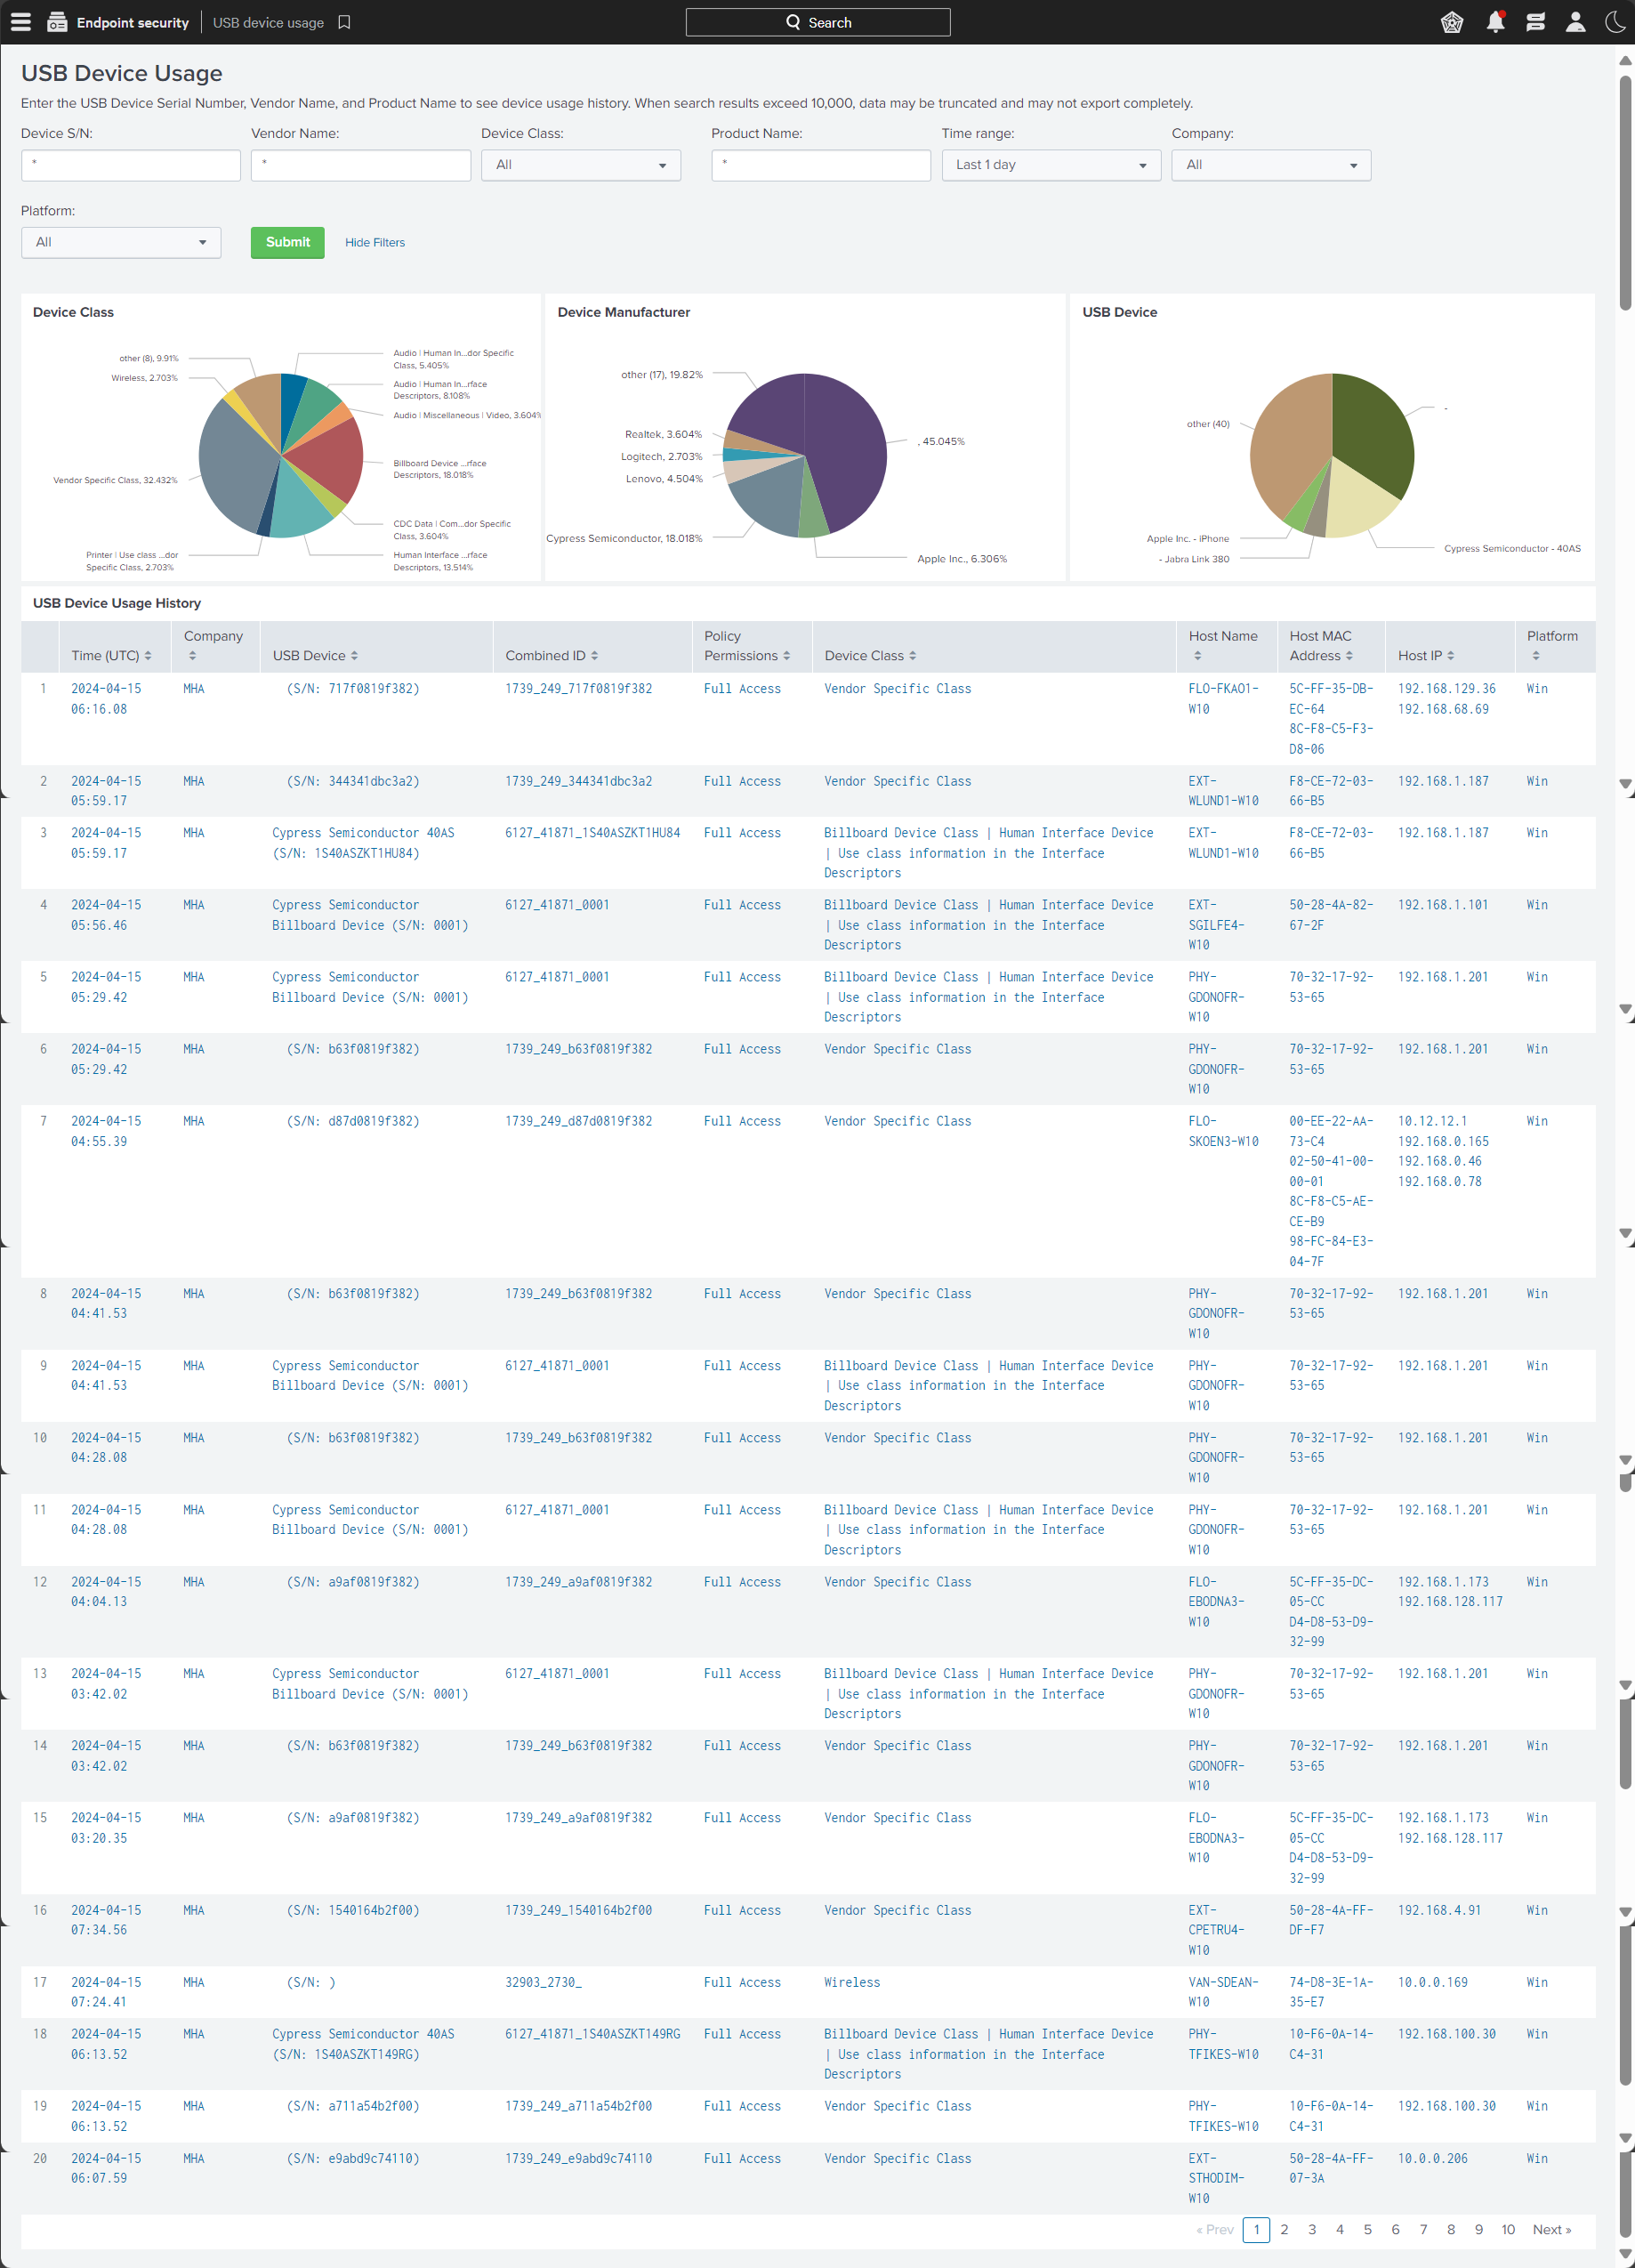 Endpoint security
USB device usage
Search
USB Device Usage
Enter the USB Device Serial Number, Vendor Name, and Product Name to see device usage history. When search results exceed 10,000, data may be truncated and may not export completely.
Device S/N:
Vendor Name:
Device Class:
Product Name:
Time range:
Company:
*
*
All
*
Last 1 day
All
Platform:
All
Submit
Hide Filters
Device Class
other (8), 9.91%
Wireless, 2.703%
Vendor Specific Class, 32.432%
Printer | Use class ...dor
Specific Class, 2.703%
Audio | Human In...dor Specific
Class, 5.405%
Audio | Human In...rface
Descriptors, 8.108%
Audio | Miscellaneous | Video, 3.604%
Billboard Device ...rface
Descriptors, 18.018%
CDC Data | Com...dor Specific
Class, 3.604%
Human Interface ...rface
Descriptors, 13.514%
Device Manufacturer
other (17), 19.82%
Realtek, 3.604%
Logitech, 2.703%
Lenovo, 4.504%
Cypress Semiconductor, 18.018%
, 45.045%
Apple Inc., 6.306%
USB Device
other (40)
Apple Inc. - iPhone
- Jabra Link 380
-
Cypress Semiconductor - 40AS
USB Device Usage History
Time (UTC)
Company
USB Device
Combined ID
Policy
Permissions
Device Class
Host Name
Host MAC
Address
Host IP
Platform
1 2024-04-15 MHA (S/N: 717f0819f382) 1739_249_717f0819f382 Full Access Vendor Specific Class FLO-FKAO1- 5C-FF-35-DB- 192.168.129.36 Win
06:16.08 W10 EC-64 192.168.68.69
8C-F8-C5-F3-
D8-06
2 2024-04-15 MHA (S/N: 344341dbc3a2) 1739_249_344341dbc3a2 Full Access Vendor Specific Class EXT- F8-CE-72-03- 192.168.1.187 Win
05:59.17 WLUND1-W10 66-B5
3 2024-04-15 MHA Cypress Semiconductor 40AS 6127_41871_1S40ASZKT1HU84 Full Access Billboard Device Class | Human Interface Device EXT- F8-CE-72-03- 192.168.1.187 Win
05:59.17 (S/N: 1S40ASZKT1HU84) | Use class information in the Interface WLUND1-W10 66-B5
Descriptors
4 2024-04-15 MHA Cypress Semiconductor 6127_41871_0001 Full Access Billboard Device Class | Human Interface Device EXT- 50-28-4A-82- 192.168.1.101 Win
05:56.46 Billboard Device (S/N: 0001) | Use class information in the Interface SGILFE4- 67-2F
Descriptors W10
5 2024-04-15 MHA Cypress Semiconductor 6127_41871_0001 Full Access Billboard Device Class | Human Interface Device PHY- 70-32-17-92- 192.168.1.201 Win
05:29.42 Billboard Device (S/N: 0001) | Use class information in the Interface GDONOFR- 53-65
Descriptors W10
6 2024-04-15 MHA (S/N: b63f0819f382) 1739_249_b63f0819f382 Full Access Vendor Specific Class PHY- 70-32-17-92- 192.168.1.201 Win
05:29.42 GDONOFR- 53-65
W10
7 2024-04-15 MHA (S/N: d87d0819f382) 1739_249_d87d0819f382 Full Access Vendor Specific Class FLO- 00-EE-22-AA- 10.12.12.1 Win
04:55.39 SKOEN3-W10 73-C4 192.168.0.165
02-50-41-00- 192.168.0.46
00-01 192.168.0.78
8C-F8-C5-AE-
CE-B9
98-FC-84-E3-
04-7F
8 2024-04-15 MHA (S/N: b63f0819f382) 1739_249_b63f0819f382 Full Access Vendor Specific Class PHY- 70-32-17-92- 192.168.1.201 Win
04:41.53 GDONOFR- 53-65
W10
9 2024-04-15 MHA Cypress Semiconductor 6127_41871_0001 Full Access Billboard Device Class | Human Interface Device PHY- 70-32-17-92- 192.168.1.201 Win
04:41.53 Billboard Device (S/N: 0001) | Use class information in the Interface GDONOFR- 53-65
Descriptors W10
10 2024-04-15 MHA (S/N: b63f0819f382) 1739_249_b63f0819f382 Full Access Vendor Specific Class PHY- 70-32-17-92- 192.168.1.201 Win
04:28.08 GDONOFR- 53-65
W10
11 2024-04-15 MHA Cypress Semiconductor 6127_41871_0001 Full Access Billboard Device Class | Human Interface Device PHY- 70-32-17-92- 192.168.1.201 Win
04:28.08 Billboard Device (S/N: 0001) | Use class information in the Interface GDONOFR- 53-65
Descriptors W10
12 2024-04-15 MHA (S/N: a9af0819f382) 1739_249_a9af0819f382 Full Access Vendor Specific Class FLO- 5C-FF-35-DC- 192.168.1.173 Win
04:04.13 EBODNA3- 05-CC 192.168.128.117
W10 D4-D8-53-D9-
32-99
13 2024-04-15 MHA Cypress Semiconductor 6127_41871_0001 Full Access Billboard Device Class | Human Interface Device PHY- 70-32-17-92- 192.168.1.201 Win
03:42.02 Billboard Device (S/N: 0001) | Use class information in the Interface GDONOFR- 53-65
Descriptors W10
14 2024-04-15 MHA (S/N: b63f0819f382) 1739_249_b63f0819f382 Full Access Vendor Specific Class PHY- 70-32-17-92- 192.168.1.201 Win
03:42.02 GDONOFR- 53-65
W10
15 2024-04-15 MHA (S/N: a9af0819f382) 1739_249_a9af0819f382 Full Access Vendor Specific Class FLO- 5C-FF-35-DC- 192.168.1.173 Win
03:20.35 EBODNA3- 05-CC 192.168.128.117
W10 D4-D8-53-D9-
32-99
16 2024-04-15 MHA (S/N: 1540164b2f00) 1739_249_1540164b2f00 Full Access Vendor Specific Class EXT- 50-28-4A-FF- 192.168.4.91 Win
07:34.56 CPETRU4- DF-F7
W10
17 2024-04-15 MHA (S/N: ) 32903_2730_ Full Access Wireless VAN-SDEAN- 74-D8-3E-1A- 10.0.0.169 Win
07:24.41 W10 35-E7
18 2024-04-15 MHA Cypress Semiconductor 40AS 6127_41871_1S40ASZKT149RG Full Access Billboard Device Class | Human Interface Device PHY- 10-F6-0A-14- 192.168.100.30 Win
06:13.52 (S/N: 1S40ASZKT149RG) | Use class information in the Interface TFIKES-W10 C4-31
Descriptors
19 2024-04-15 MHA (S/N: a711a54b2f00) 1739_249_a711a54b2f00 Full Access Vendor Specific Class PHY- 10-F6-0A-14- 192.168.100.30 Win
06:13.52 TFIKES-W10 C4-31
20 2024-04-15 MHA (S/N: e9abd9c74110) 1739_249_e9abd9c74110 Full Access Vendor Specific Class EXT- 50-28-4A-FF- 10.0.0.206 Win
06:07.59 STHODIM- 07-3A
W10
« Prev 1 2 3 4 5 6 7 8 9 10 Next »